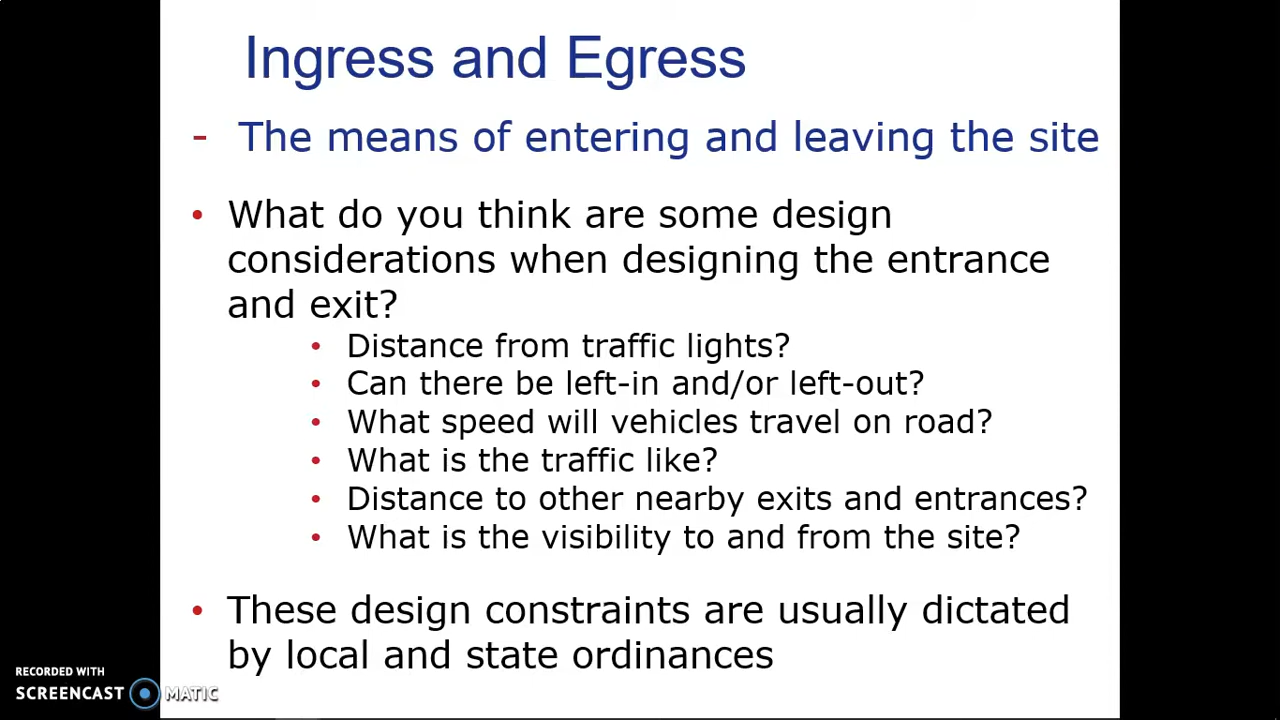 Ingress and Egress
- The means of entering and leaving the site
• What do you think are some design
considerations when designing the entrance
and exit?
• Distance from traffic lights?
• Can there be left-in and/or left-out?
• What speed will vehicles travel on road?
• What is the traffic like?
• Distance to other nearby exits and entrances?
• What is the visibility to and from the site?
• These design constraints are usually dictated
by local and state ordinances
RECORDED WITH
SCREENCAST MATIC